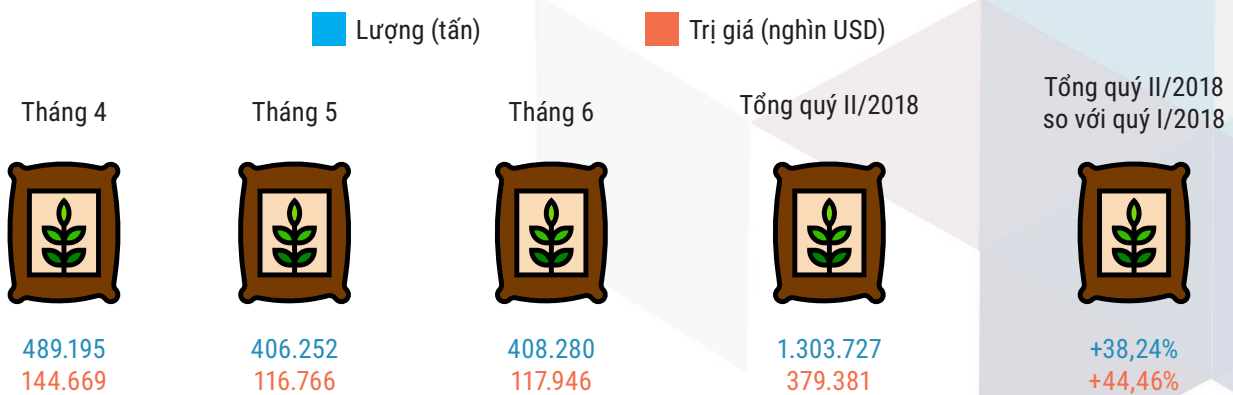 Lượng (tấn)
Trị giá (nghìn USD)
Tháng 4
Tháng 5
Tháng 6
Tổng quý II/2018
Tổng quý II/2018
so với quý I/2018
489.195
406.252
408.280
1.303.727
+38,24%
144.669
116.766
117.946
379.381
+44,46%